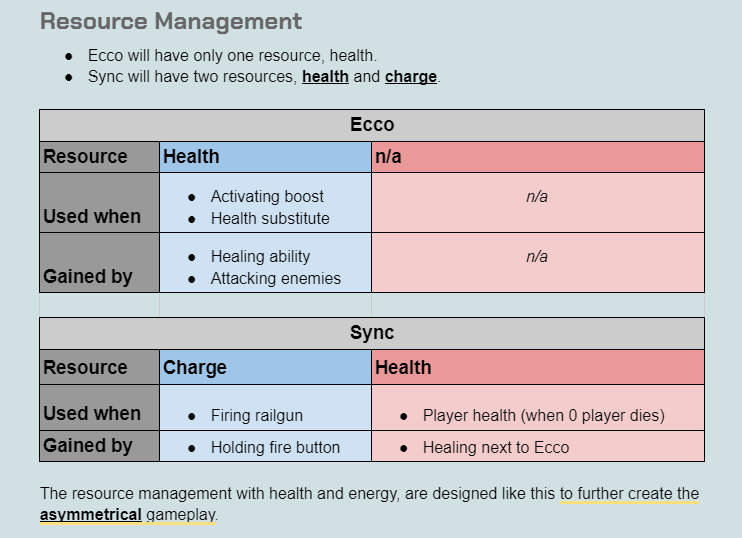 Resource Management
● Ecco will have only one resource, health.
● Sync will have two resources, health and charge.
Ecco
Resource Health n/a
Used when
● Activating boost
● Health substitute
n/a
Gained by
● Healing ability
● Attacking enemies
n/a
Sync
Resource Charge Health
Used when ● Firing railgun ● Player health (when 0 player dies)
Gained by ● Holding fire button ● Healing next to Ecco
The resource management with health and energy, are designed like this to further create the
asymmetrical gameplay.